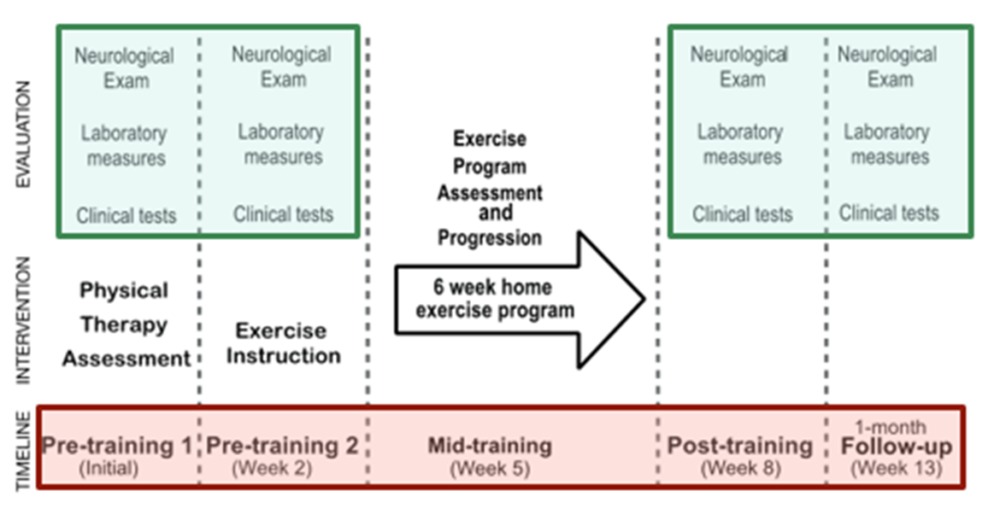 EVALUATION
Neurological
Exam
Laboratory
measures
Clinical tests
Neurological
Exam
Laboratory
measures
Clinical tests
Exercise
Program
Assessment
and
Progression
Neurological
Exam
Laboratory
measures
Clinical tests
Neurological
Exam
Laboratory
measures
Clinical tests
INTERVENTION
Physical
Therapy
Assessment
Exercise
Instruction
6 week home
exercise program
TIMELINE
Pre-training 1
(Initial)
Pre-training 2
(Week 2)
Mid-training
(Week 5)
Post-training
(Week 8)
1-month
Follow-up
(Week 13)